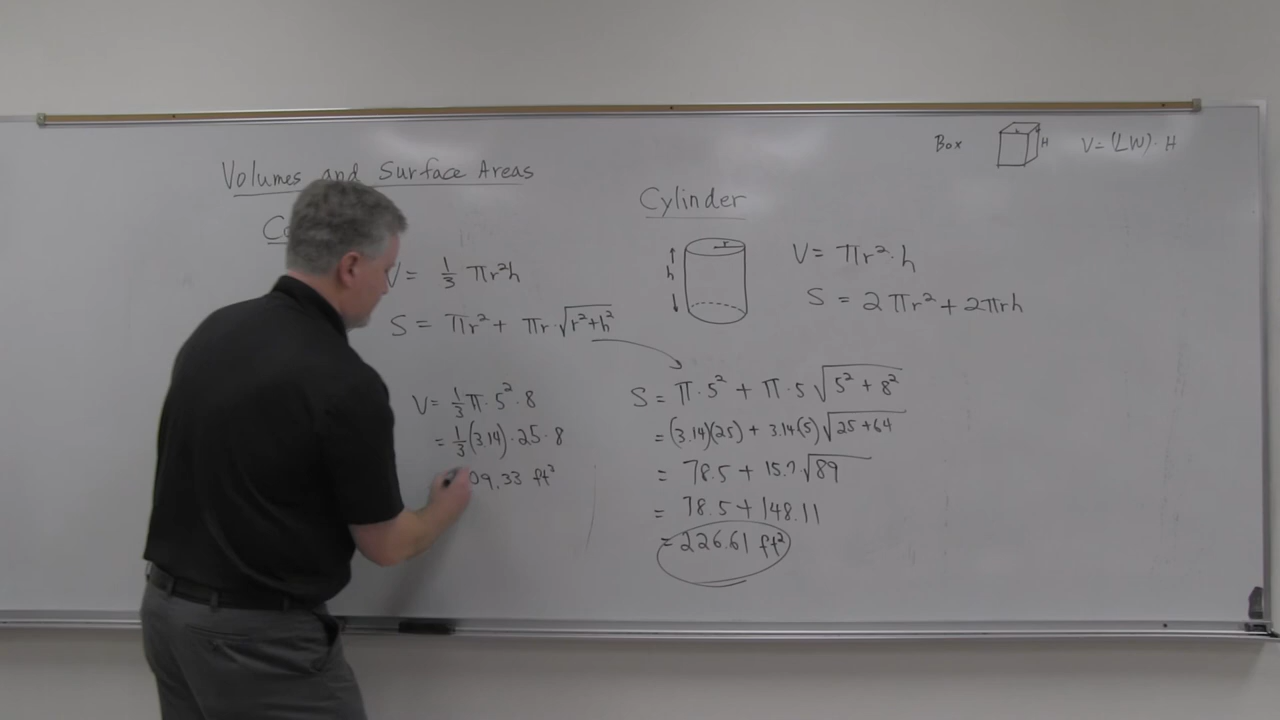 Box H V = (LW) · H
Volumes and Surface Areas
Cylinder
V = 1/3 πr²h
S = πr² + πr · √(r² + h²)
r
h
V = πr² · h
S = 2πr² + 2πrh
V = 1/3 π · 5² · 8
= 1/3 (3.14) · 25 · 8
09.33 ft³
S = π · 5² + π · 5 √(5² + 8²)
= (3.14)(25) + 3.14(5) √(25 + 64)
= 78.5 + 15.7 √89
= 78.5 + 148.11
= 226.61 ft²